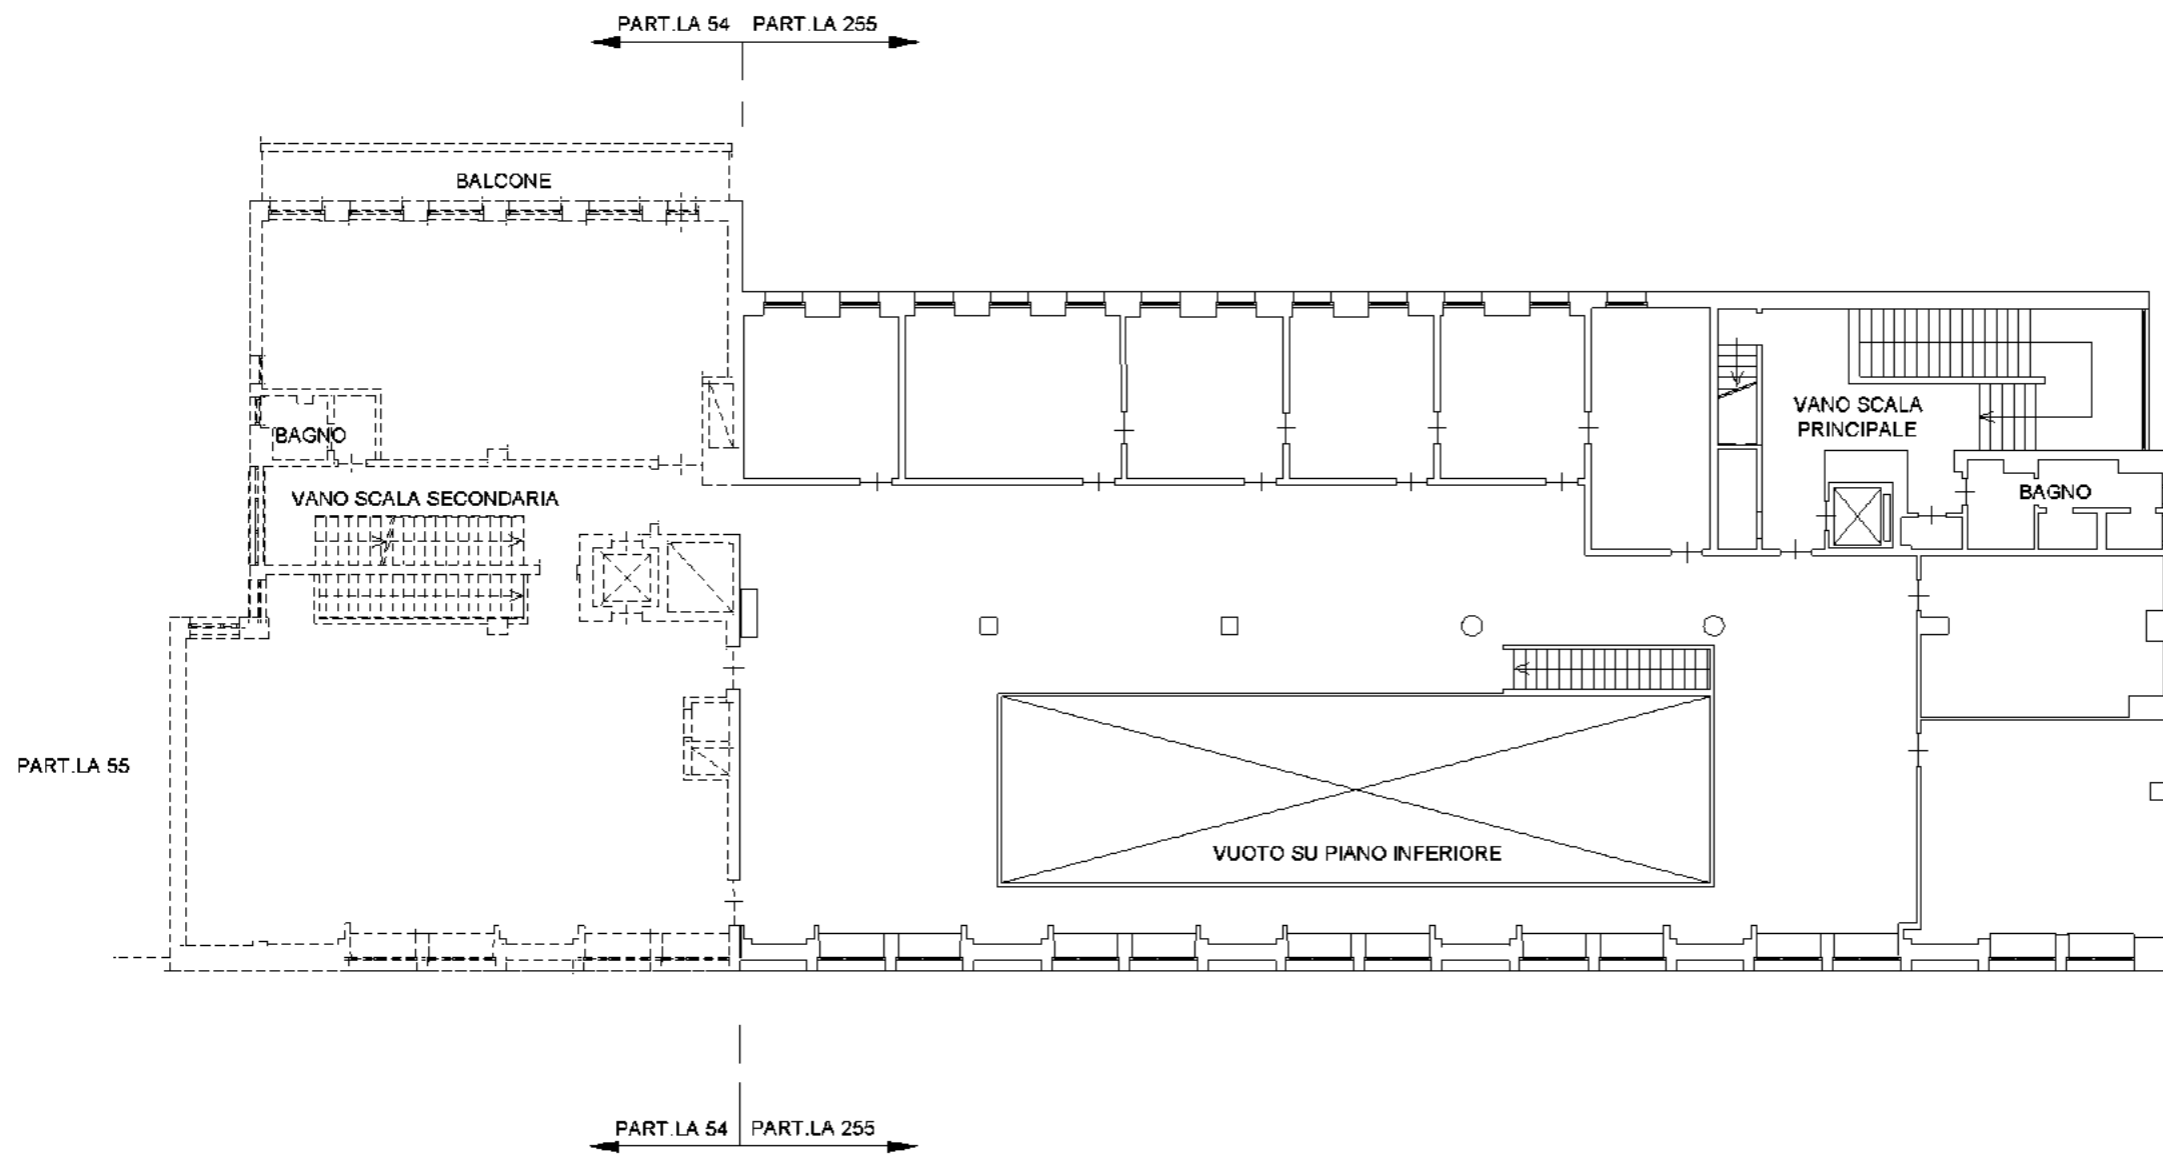 PART.LA 54 PART.LA 255
BALCONE
VANO SCALA
PRINCIPALE
BAGNO
BAGNO
VANO SCALA SECONDARIA
PART.LA 55
VUOTO SU PIANO INFERIORE
PART.LA 54 PART.LA 255